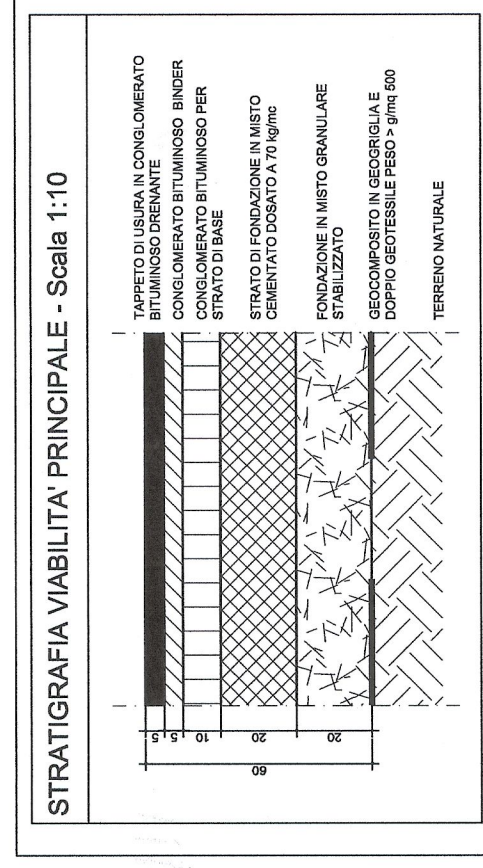 STRATIGRAFIA VIABILITA' PRINCIPALE - Scala 1:10
TAPPETO DI USURA IN CONGLOMERATO
BITUMINOSO DRENANTE
CONGLOMERATO BITUMINOSO BINDER
CONGLOMERATO BITUMINOSO PER
STRATO DI BASE
STRATO DI FONDAZIONE IN MISTO
CEMENTATO DOSATO A 70 kg/mc
FONDAZIONE IN MISTO GRANULARE
STABILIZZATO
GEOCOMPOSITO IN GEOGRIGLIA E
DOPPIO GEOTESSILE PESO > g/mq 500
TERRENO NATURALE
5
5
10
20
20
60